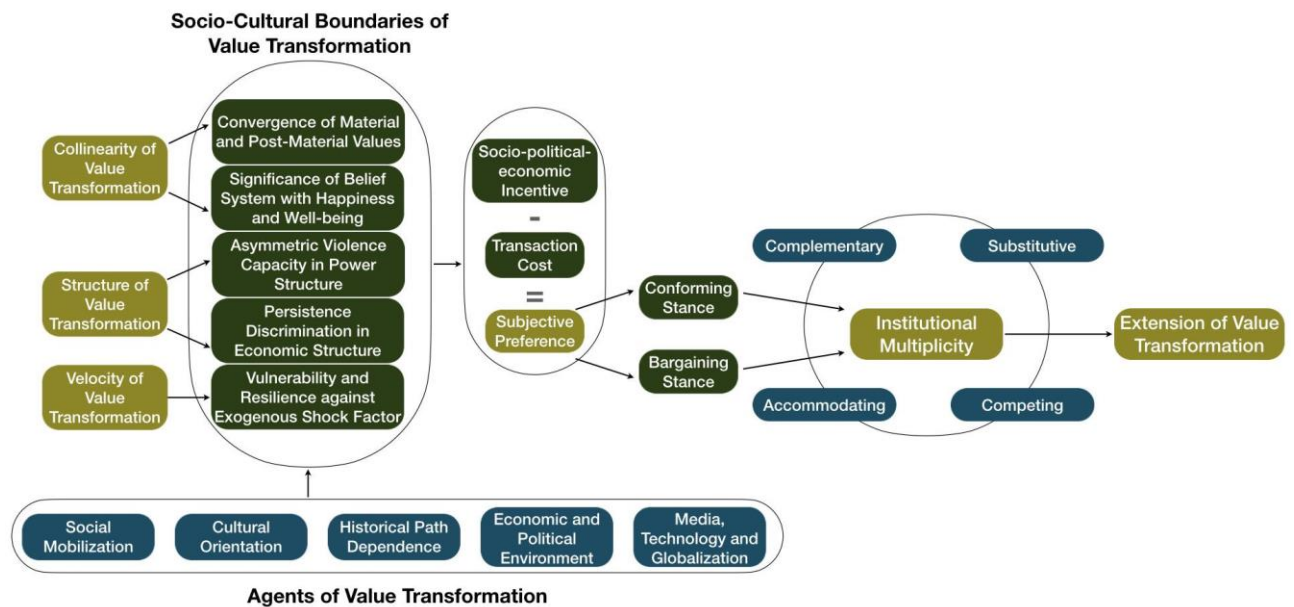 Socio-Cultural Boundaries of
Value Transformation
Collinearity of
Value
Transformation
Structure of
Value
Transformation
Velocity of
Value
Transformation
Convergence of Material
and Post-Material Values
Significance of Belief
System with Happiness
and Well-being
Asymmetric Violence
Capacity in Power
Structure
Persistence
Discrimination in
Economic Structure
Vulnerability and
Resilience against
Exogenous Shock Factor
Socio-political-
economic
Incentive
-
Transaction
Cost
=
Subjective
Preference
Conforming
Stance
Bargaining
Stance
Complementary
Substitutive
Institutional
Multiplicity
Accommodating
Competing
Extension of Value
Transformation
Social
Mobilization
Cultural
Orientation
Historical Path
Dependence
Economic and
Political
Environment
Media,
Technology and
Globalization
Agents of Value Transformation